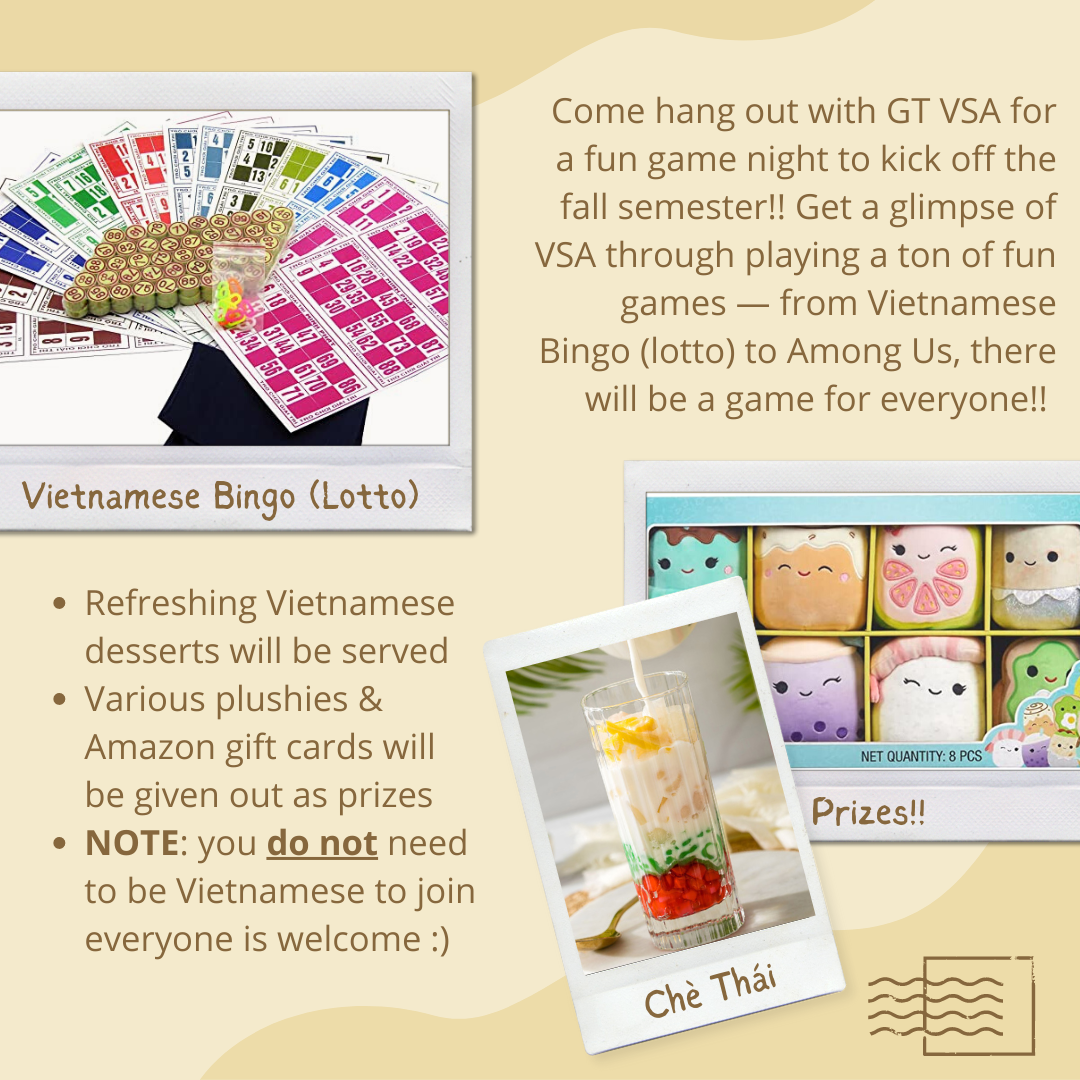 Come hang out with GT VSA for
a fun game night to kick off the
fall semester!! Get a glimpse of
VSA through playing a ton of fun
games — from Vietnamese
Bingo (lotto) to Among Us, there
will be a game for everyone!!
Vietnamese Bingo (Lotto)
Refreshing Vietnamese
desserts will be served
Various plushies &
Amazon gift cards will
be given out as prizes
NOTE: you do not need
to be Vietnamese to join
everyone is welcome :)
NET QUANTITY: 8 PCS
Prizes!!
Chè Thái